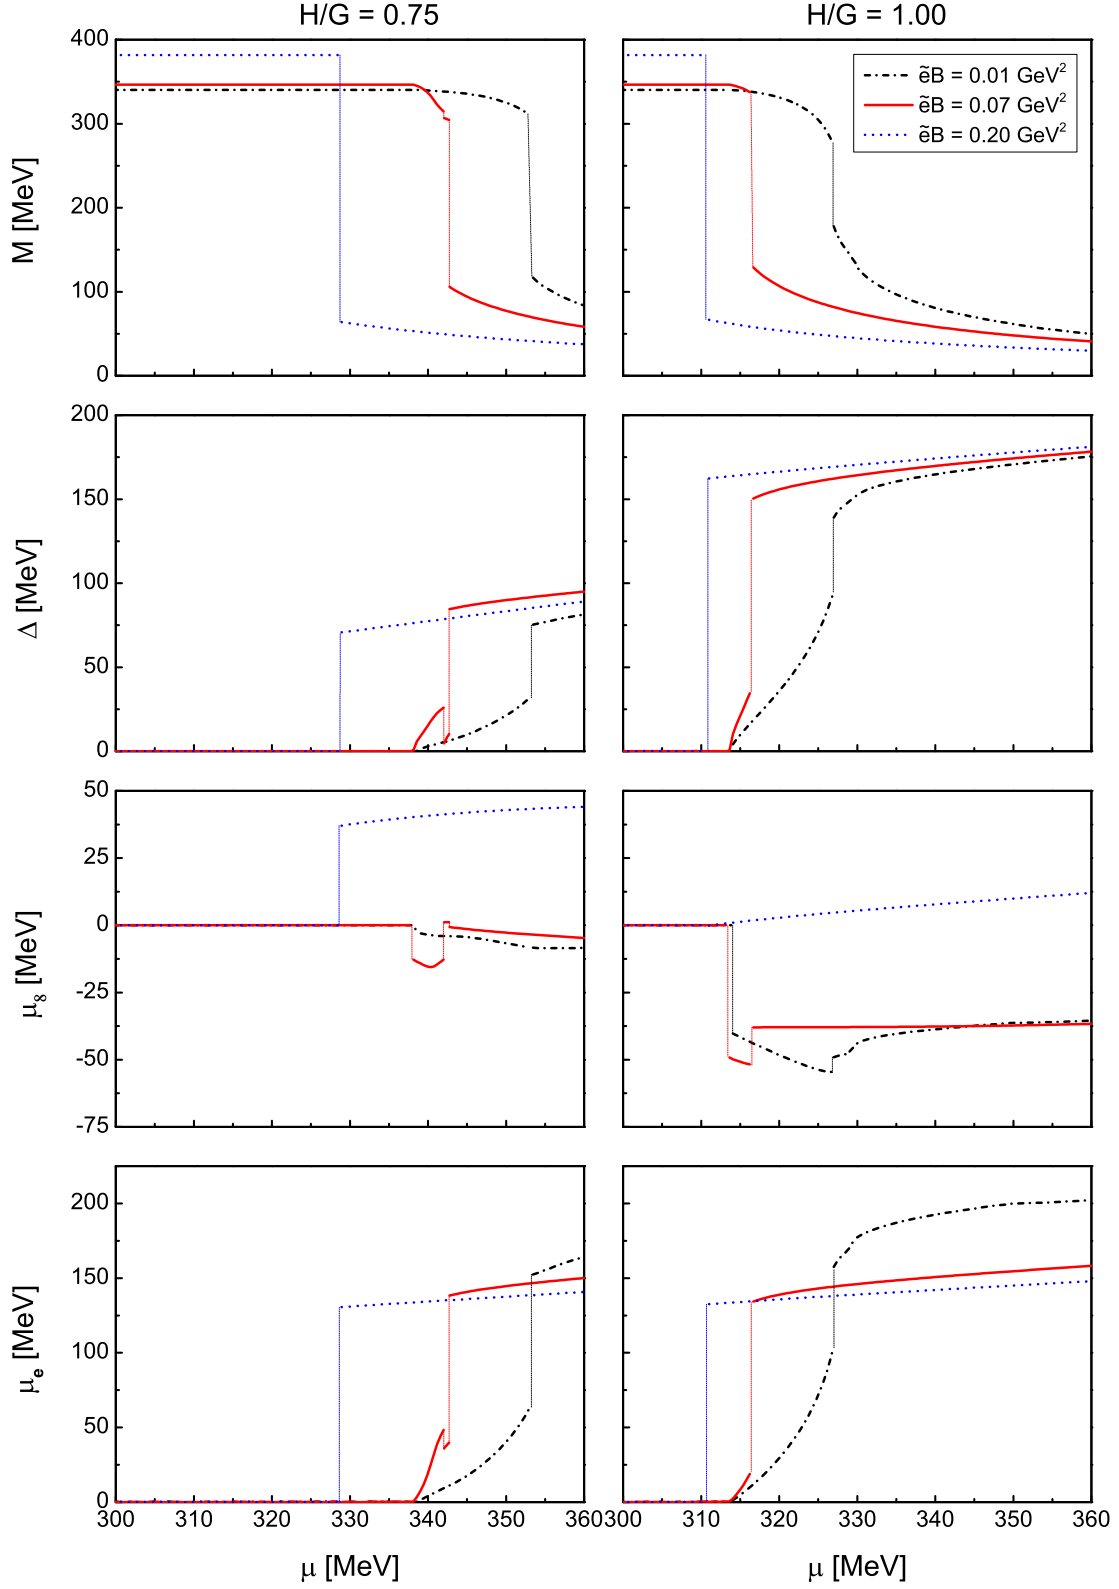 H/G = 0.75
H/G = 1.00
400
300
200
100
0
M [MeV]
ẽB = 0.01 GeV²
ẽB = 0.07 GeV²
ẽB = 0.20 GeV²
200
150
100
50
0
Δ [MeV]
50
25
0
-25
-50
-75
μ₈ [MeV]
200
150
100
50
0
μₑ [MeV]
300 310 320 330 340 350 360
300 310 320 330 340 350 360
μ [MeV]
μ [MeV]